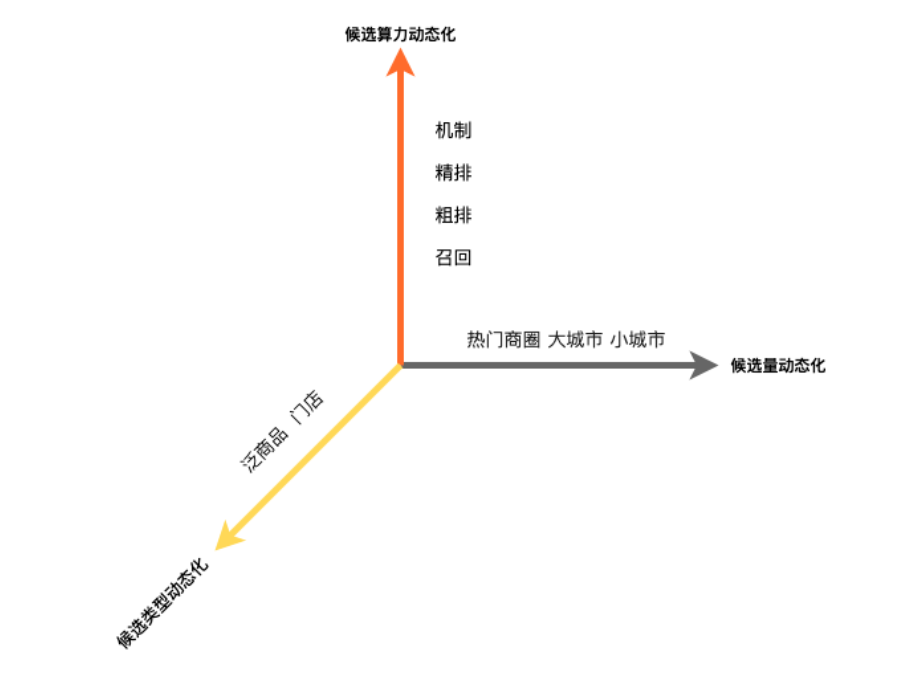 候选算力动态化
机制
精排
粗排
召回
热门商圈 大城市 小城市
候选量动态化
泛商品 门店
候选类型动态化